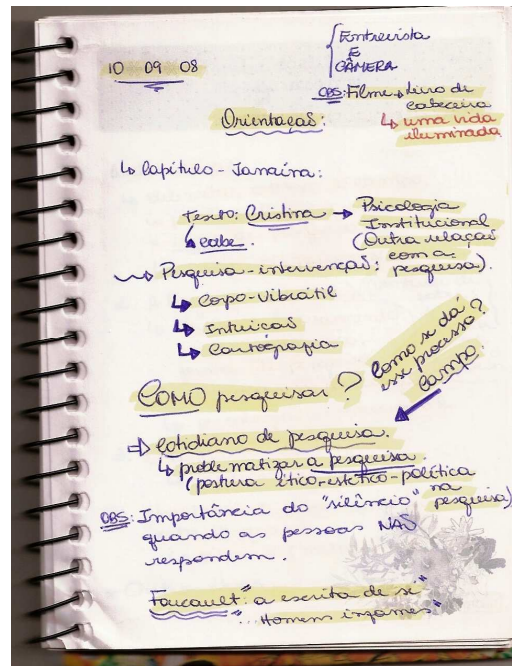 10 09 08
Entrevista
E
CÂMERA
OBS: Filme → Livro de
cabeceira
↳ uma vida
iluminada
Orientação:
↳ Capítulo - Janaína:
Texto: Cristina → Psicologia
Institucional
(Outra relação
com a
pesquisa).
↳ cabe.
→ Pesquisa-intervenção:
↳ Corpo-Vibrátil
↳ Intuição
↳ Cartografia
Como se dá
esse processo?
Campo.
COMO pesquisar?
⇒ Cotidiano de pesquisa.
↳ problematizar a pesquisa.
(postura ético-estético-política
na
pesquisa)
OBS: Importância do "silêncio"
quando as pessoas NÃO
respondem.
Foucault: "a escrita de si"
"... Homens infames"